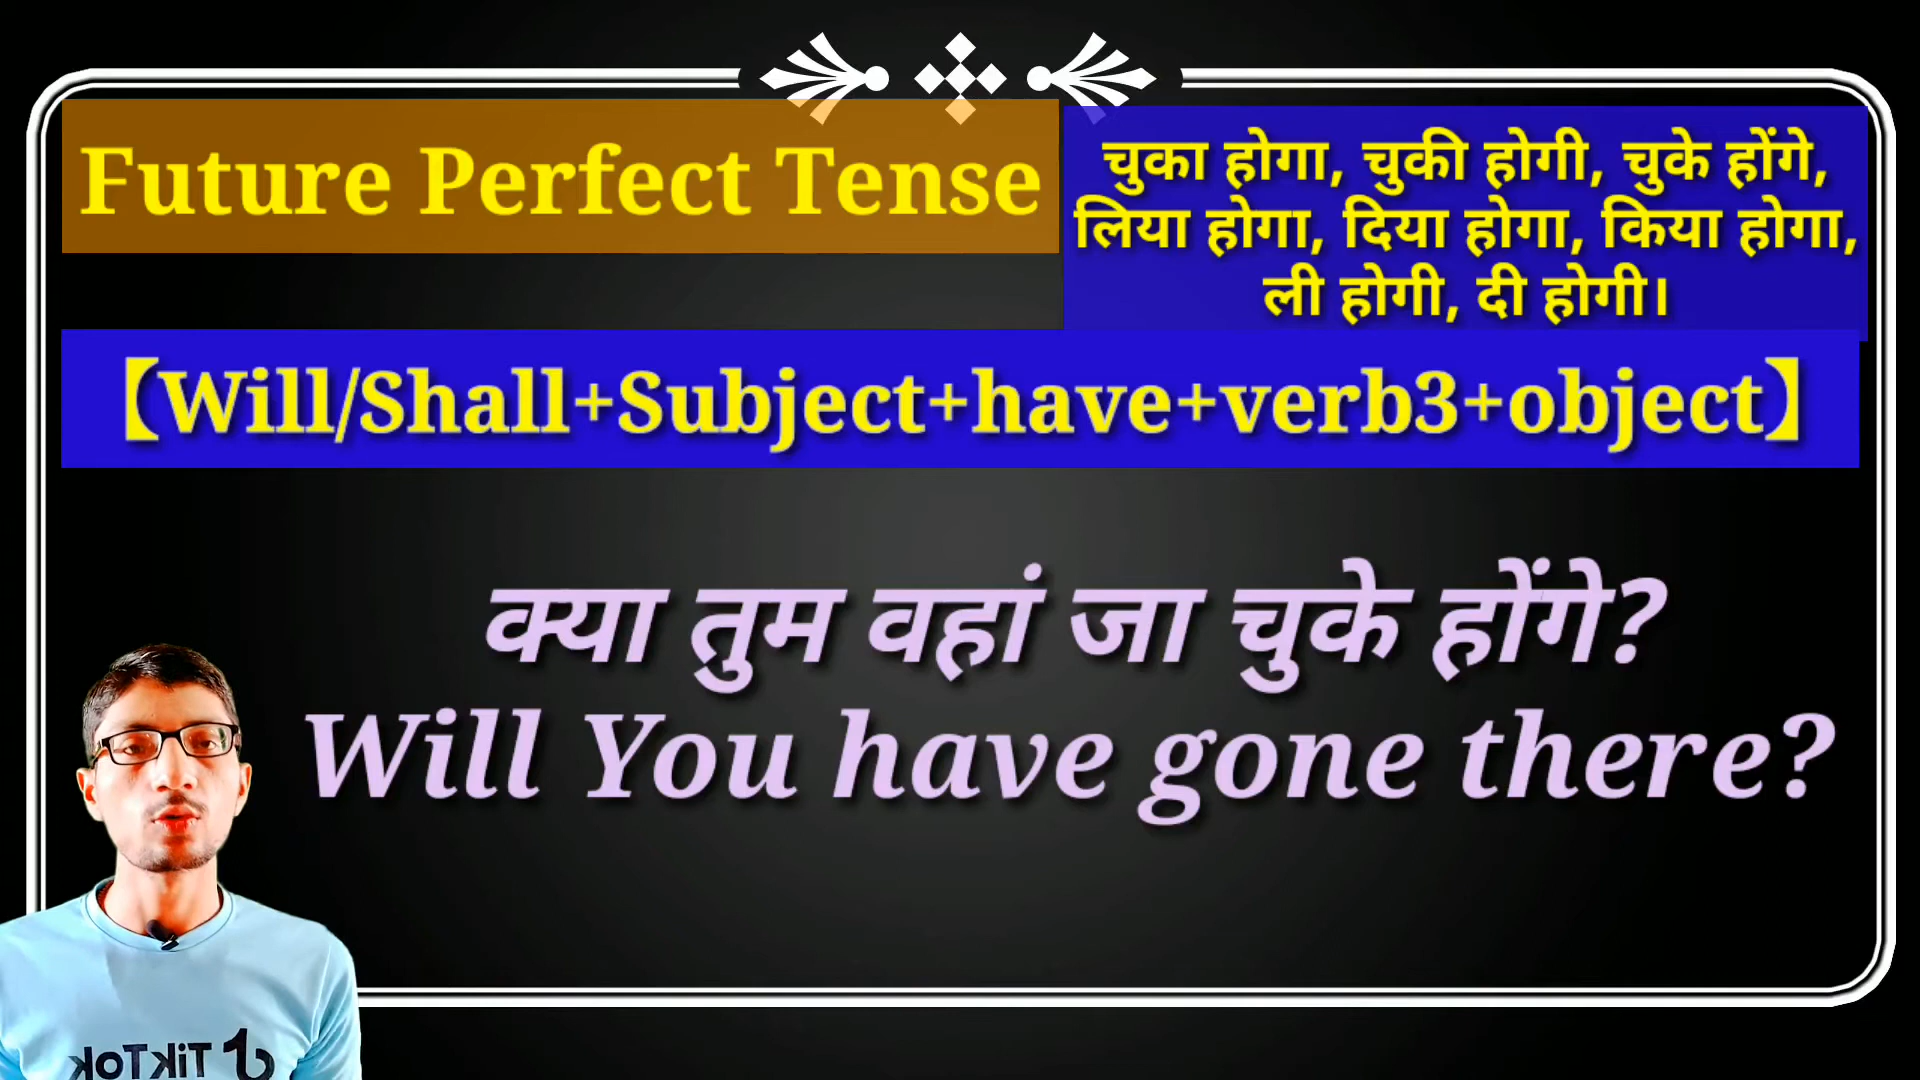 Future Perfect Tense
चुका होगा, चुकी होगी, चुके होंगे,
लिया होगा, दिया होगा, किया होगा,
ली होगी, दी होगी।
【Will/Shall+Subject+have+verb3+object】
क्या तुम वहां जा चुके होंगे?
Will You have gone there?
TikTok